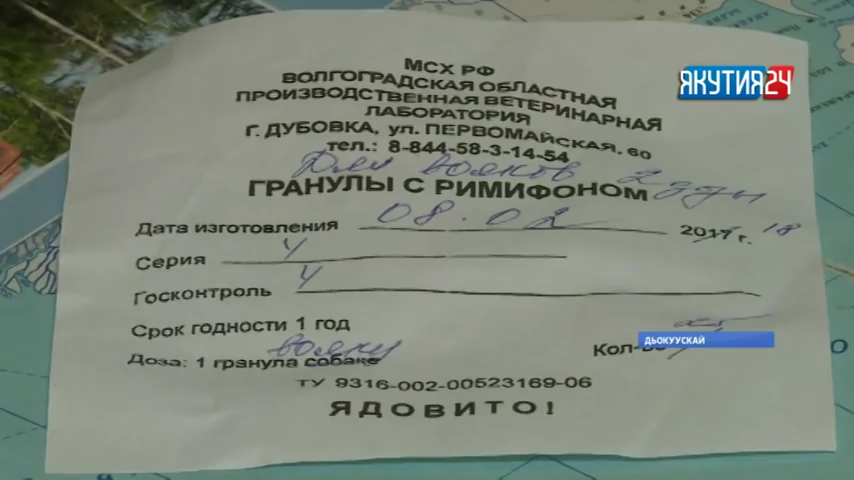 ЯКУТИЯ24
МСХ РФ
ВОЛГОГРАДСКАЯ ОБЛАСТНАЯ
ПРОИЗВОДСТВЕННАЯ ВЕТЕРИНАРНАЯ
ЛАБОРАТОРИЯ
Г. ДУБОВКА, ул. ПЕРВОМАЙСКАЯ, 60
тел.: 8-844-58-3-14-54
Для волков
ГРАНУЛЫ С РИМИФОНОМ
Дата изготовления 08.02 2017 г. 18
Серия 4
Госконтроль 4
Срок годности 1 год
волку
Доза: 1 гранула собаке Кол-во
ДЬОКУУСКАЙ
ТУ 9316-002-00523169-06
ЯДОВИТО!